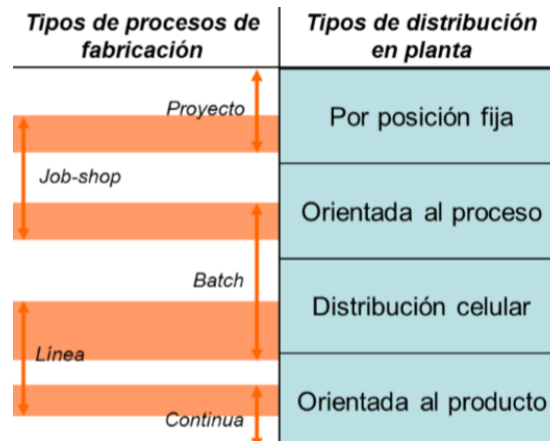 Tipos de procesos de
fabricación
Tipos de distribución
en planta
Proyecto
Por posición fija
Job-shop
Orientada al proceso
Batch
Distribución celular
Línea
Orientada al producto
Continua